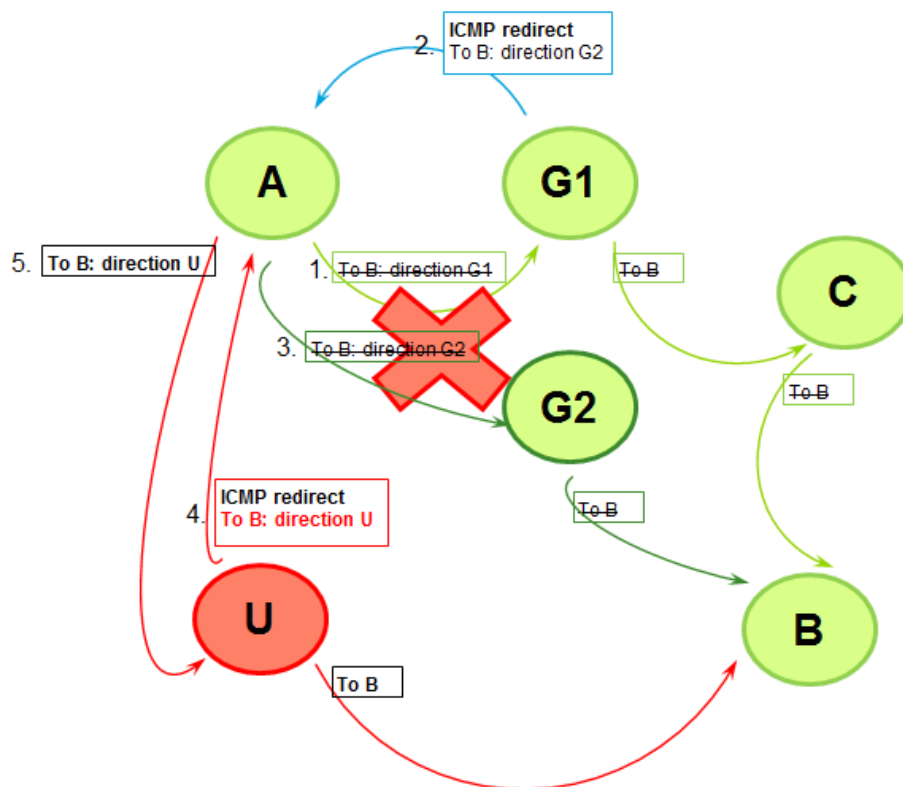 2.
ICMP redirect
To B: direction G2
A
G1
5.
To B: direction U
1.
To B: direction G1
To B
C
3.
To B: direction G2
To B
G2
4.
ICMP redirect
To B: direction U
To B
U
B
To B